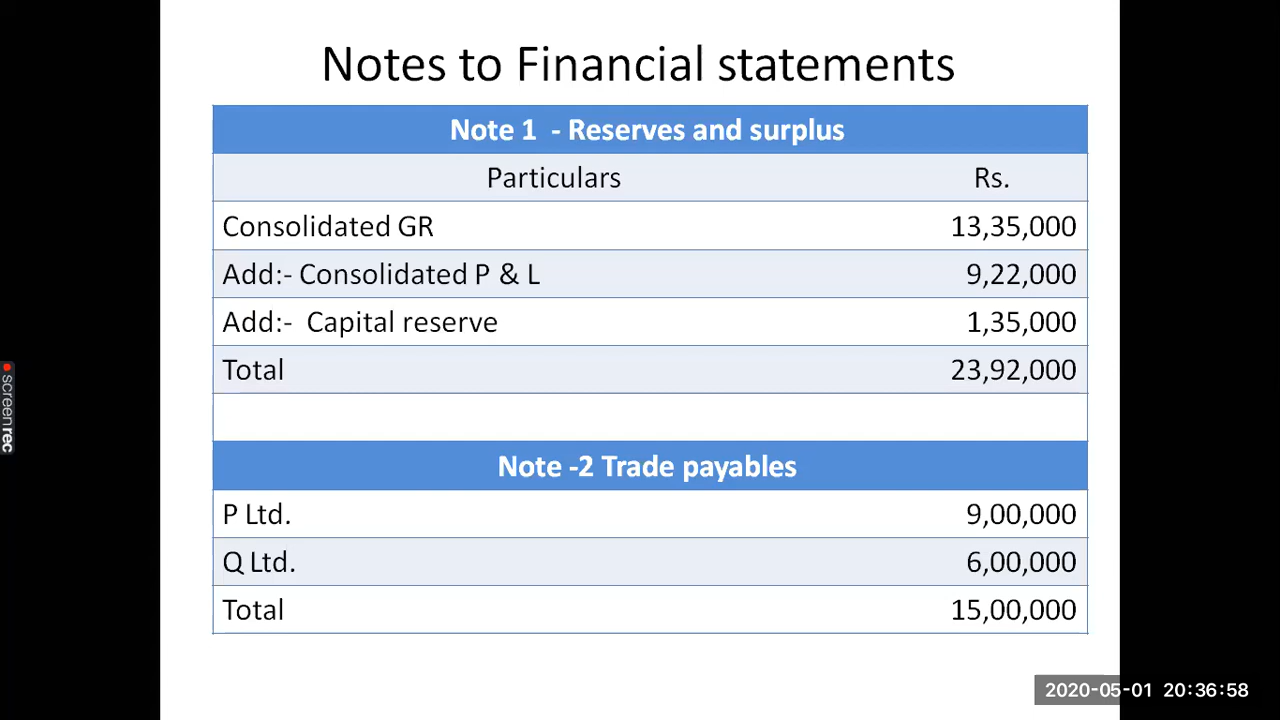 Notes to Financial statements
Note 1 - Reserves and surplus
Particulars Rs.
Consolidated GR 13,35,000
Add:- Consolidated P & L 9,22,000
Add:- Capital reserve 1,35,000
Total 23,92,000
Note -2 Trade payables
P Ltd. 9,00,000
Q Ltd. 6,00,000
Total 15,00,000
screenrec
2020-05-01 20:36:58